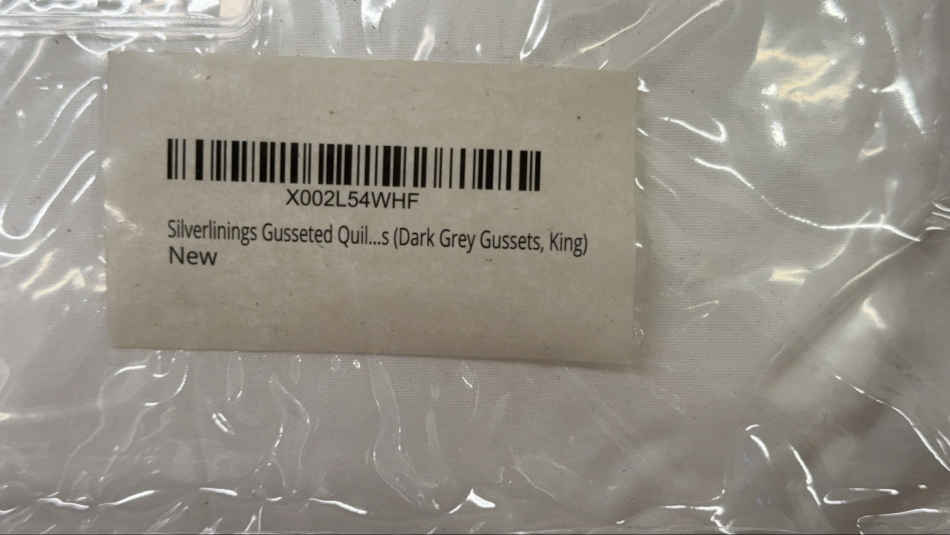 X002L54WHF
Silverlinings Gusseted Quil...s (Dark Grey Gussets, King)
New